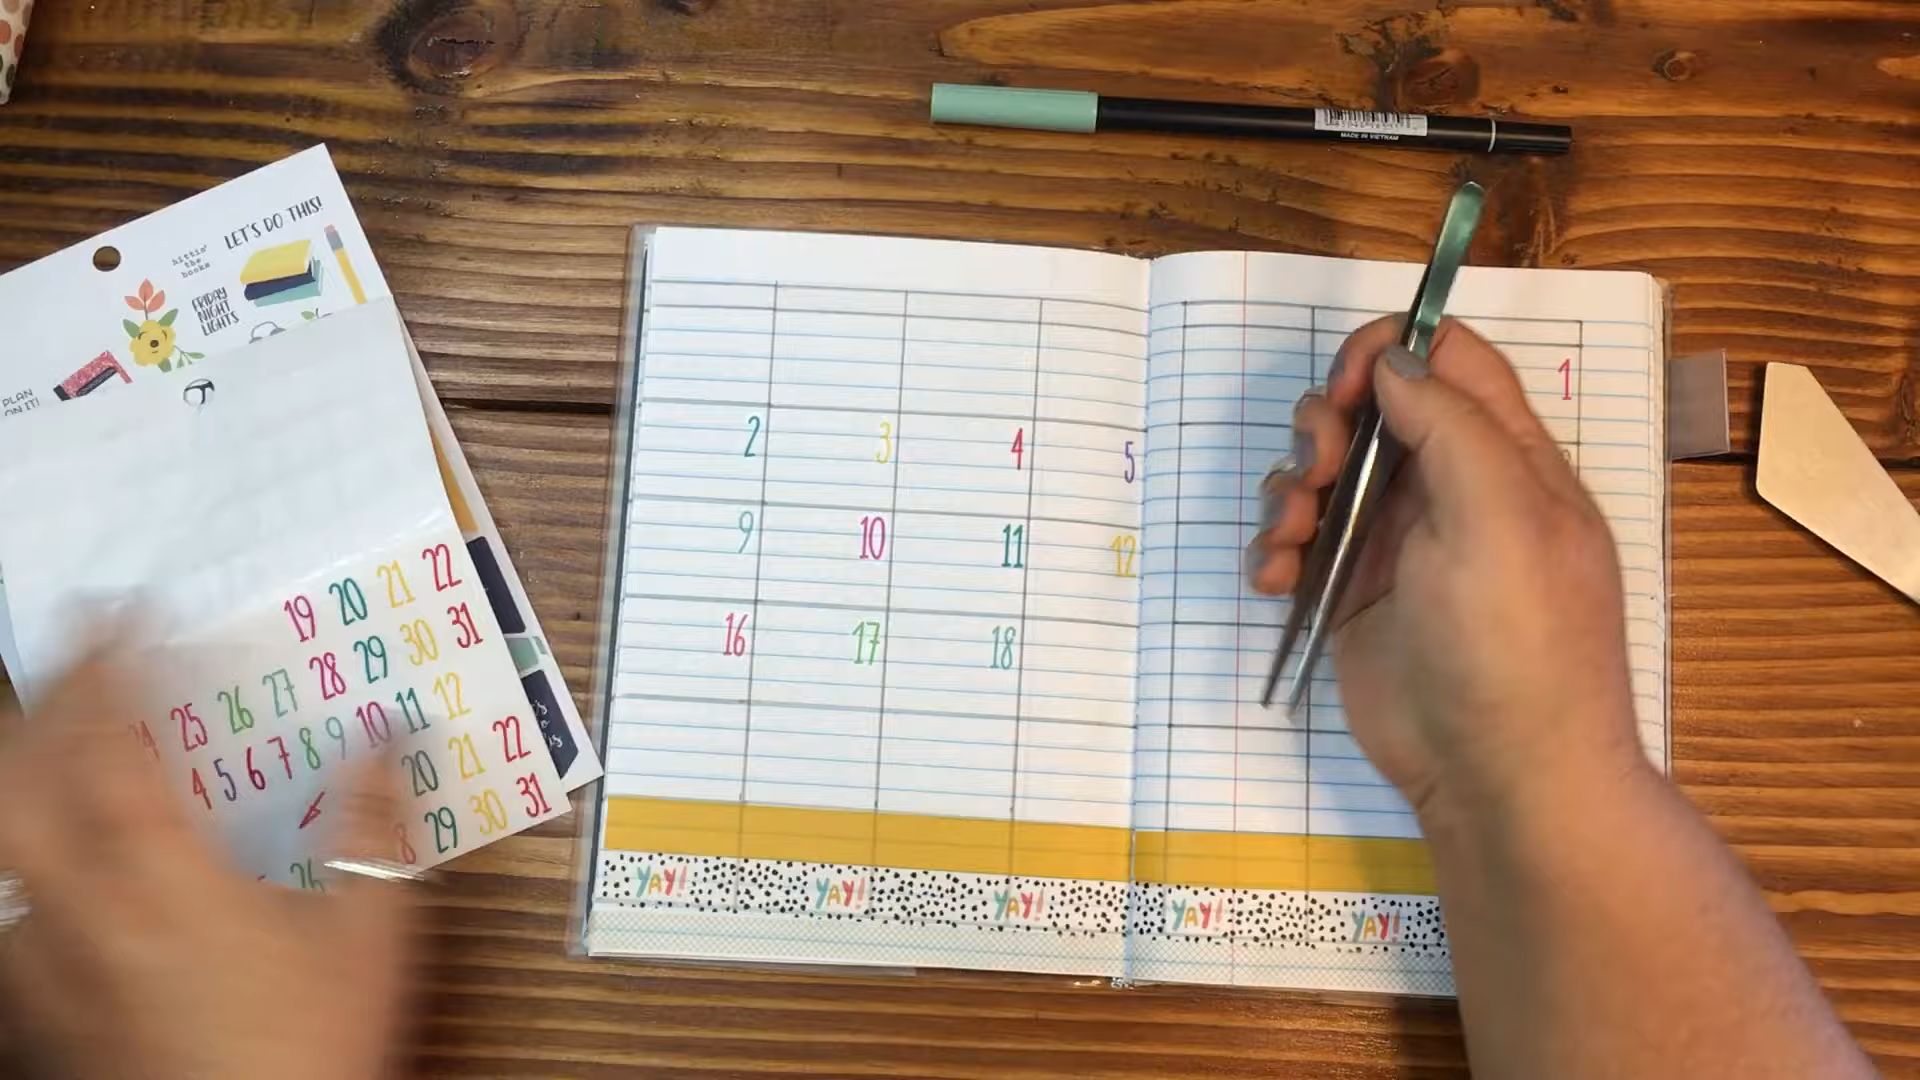 MADE IN VIETNAM
LET'S DO THIS!
hittin'
the
books
FRIDAY
NIGHT
LIGHTS
PLAN
ON IT!
1
2 3 4 5
9 10 11 12
16 17 18
19 20 21 22
25 26 27 28 29 30 31
4 5 6 7 8 9 10 11 12
20 21 22
8 29 30 31
26
YAY! YAY! YAY! YAY! YAY!